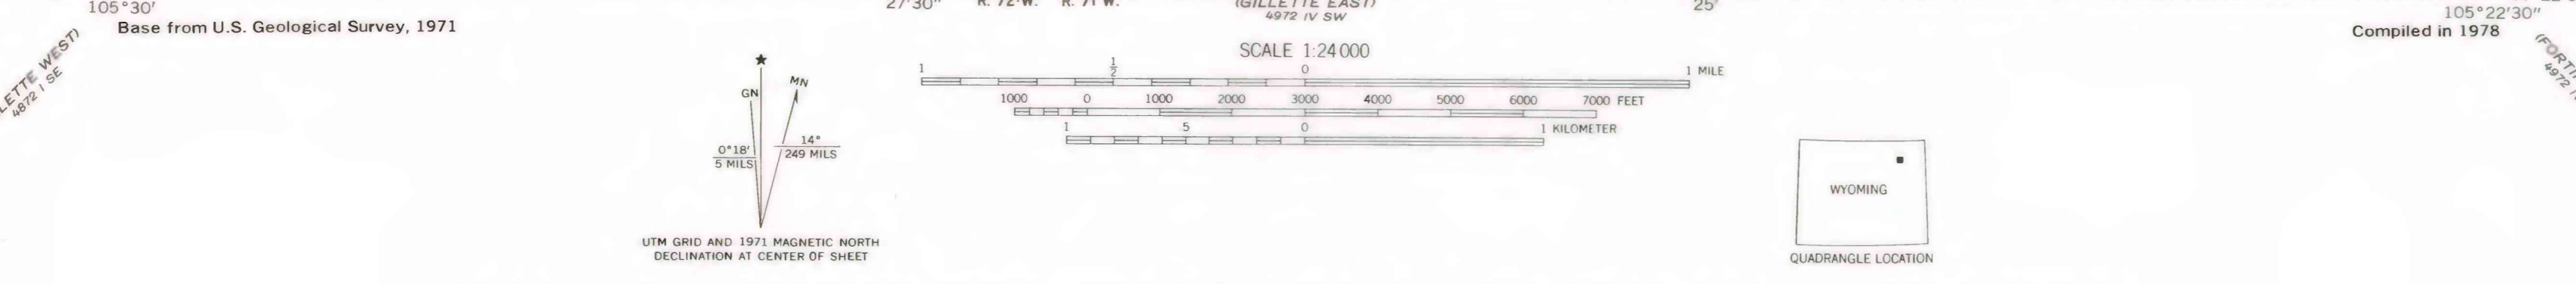 105°30'
27'30"
R. 72 W.
R. 71 W.
(GILLETTE EAST)
4972 IV SW
25'
105°22'30"
Base from U.S. Geological Survey, 1971
Compiled in 1978
WEST)
4872 I SE
SCALE 1:24 000
1
1/2
0
1 MILE
1000 0 1000 2000 3000 4000 5000 6000 7000 FEET
1 5 0 1 KILOMETER
★
GN
MN
0°18'
5 MILS
14°
249 MILS
UTM GRID AND 1971 MAGNETIC NORTH
DECLINATION AT CENTER OF SHEET
WYOMING
QUADRANGLE LOCATION